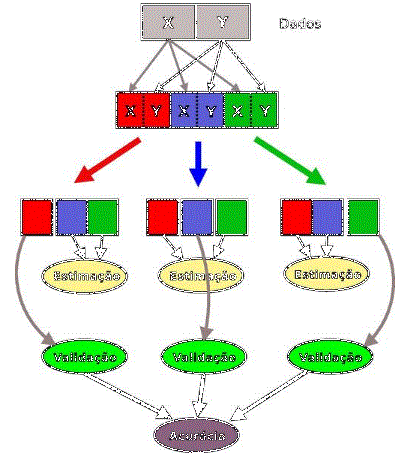 X Y Dados
X Y X Y X Y
Estimação Estimação Estimação
Validação Validação Validação
Acurácia